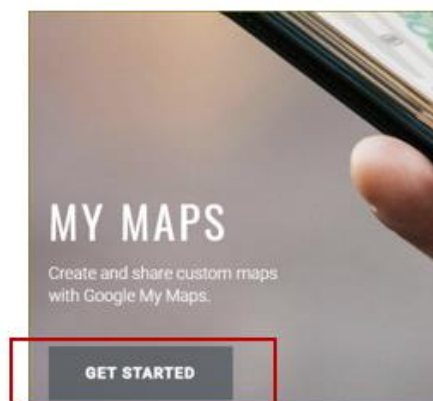 MY MAPS
Create and share custom maps
with Google My Maps.
GET STARTED